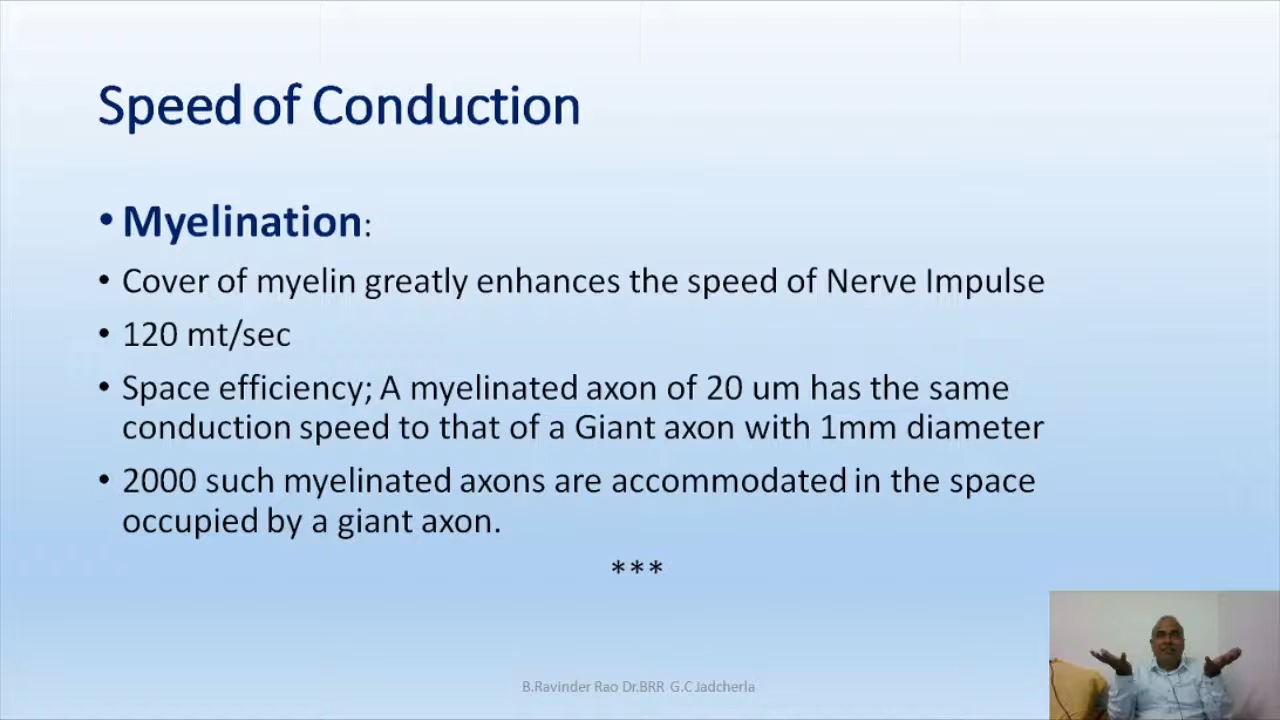 Speed of Conduction
• Myelination:
• Cover of myelin greatly enhances the speed of Nerve Impulse
• 120 mt/sec
• Space efficiency; A myelinated axon of 20 um has the same
conduction speed to that of a Giant axon with 1mm diameter
• 2000 such myelinated axons are accommodated in the space
occupied by a giant axon.
***
B.Ravinder Rao Dr.BRR G.C Jadcherla